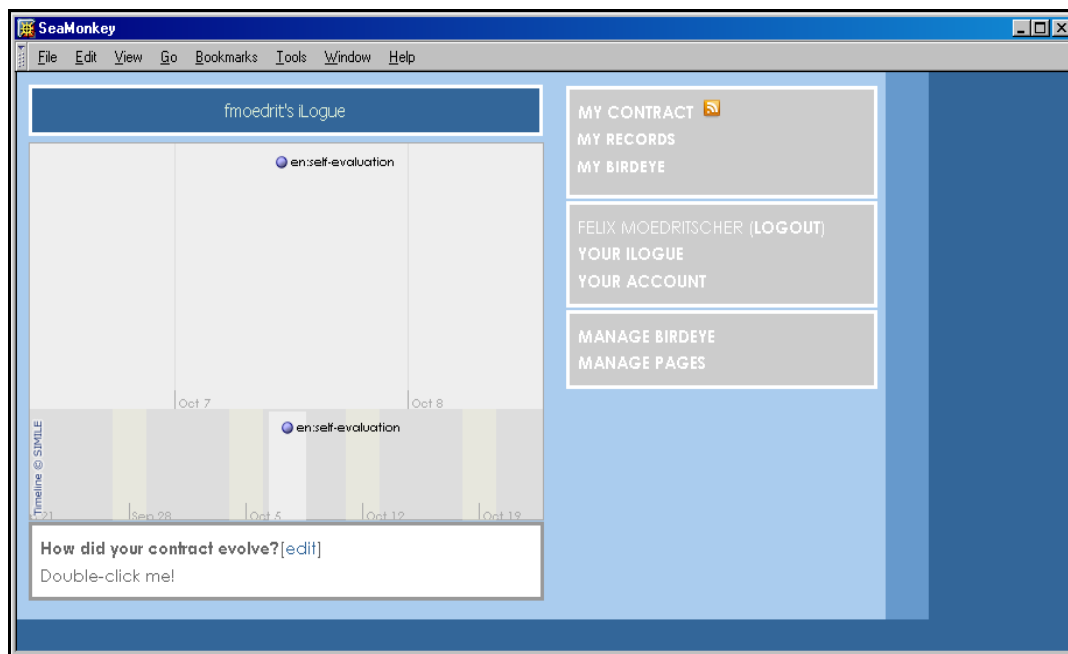 SeaMonkey
File Edit View Go Bookmarks Tools Window Help
fmoedrit's iLogue
en:self-evaluation
Oct 7 Oct 8
en:self-evaluation
Timeline © SIMILE
21 Sep 28 Oct 5 Oct 12 Oct 19
How did your contract evolve?[edit]
Double-click me!
MY CONTRACT
MY RECORDS
MY BIRDEYE
FELIX MOEDRITSCHER (LOGOUT)
YOUR ILOGUE
YOUR ACCOUNT
MANAGE BIRDEYE
MANAGE PAGES